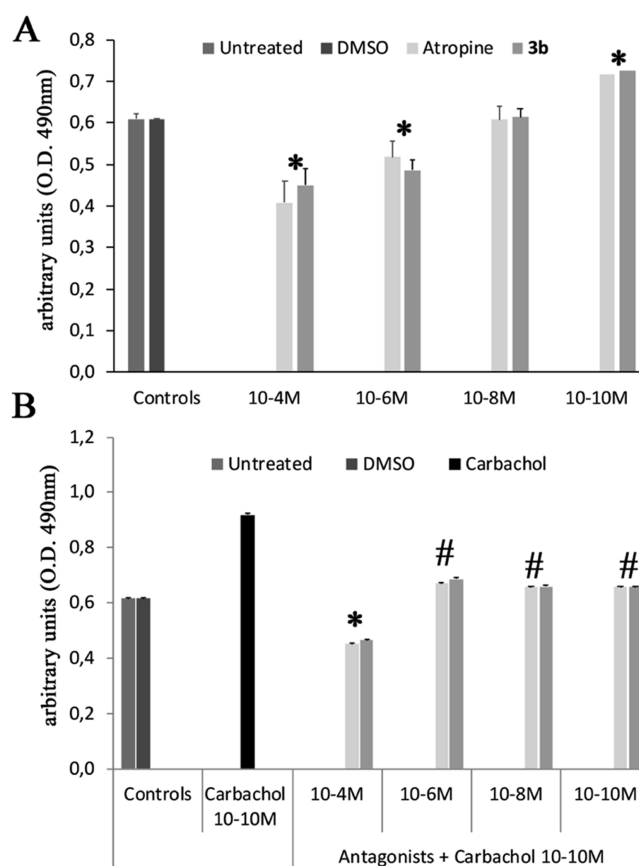 A
Untreated DMSO Atropine 3b
arbitrary units (O.D. 490nm)
0,8
0,7
0,6
0,5
0,4
0,3
0,2
0,1
0,0
* * *
Controls 10-4M 10-6M 10-8M 10-10M
B
Untreated DMSO Carbachol
arbitrary units (O.D. 490nm)
1,2
1,0
0,8
0,6
0,4
0,2
0,0
* # # #
Controls Carbachol 10-4M 10-6M 10-8M 10-10M
10-10M
Antagonists + Carbachol 10-10M